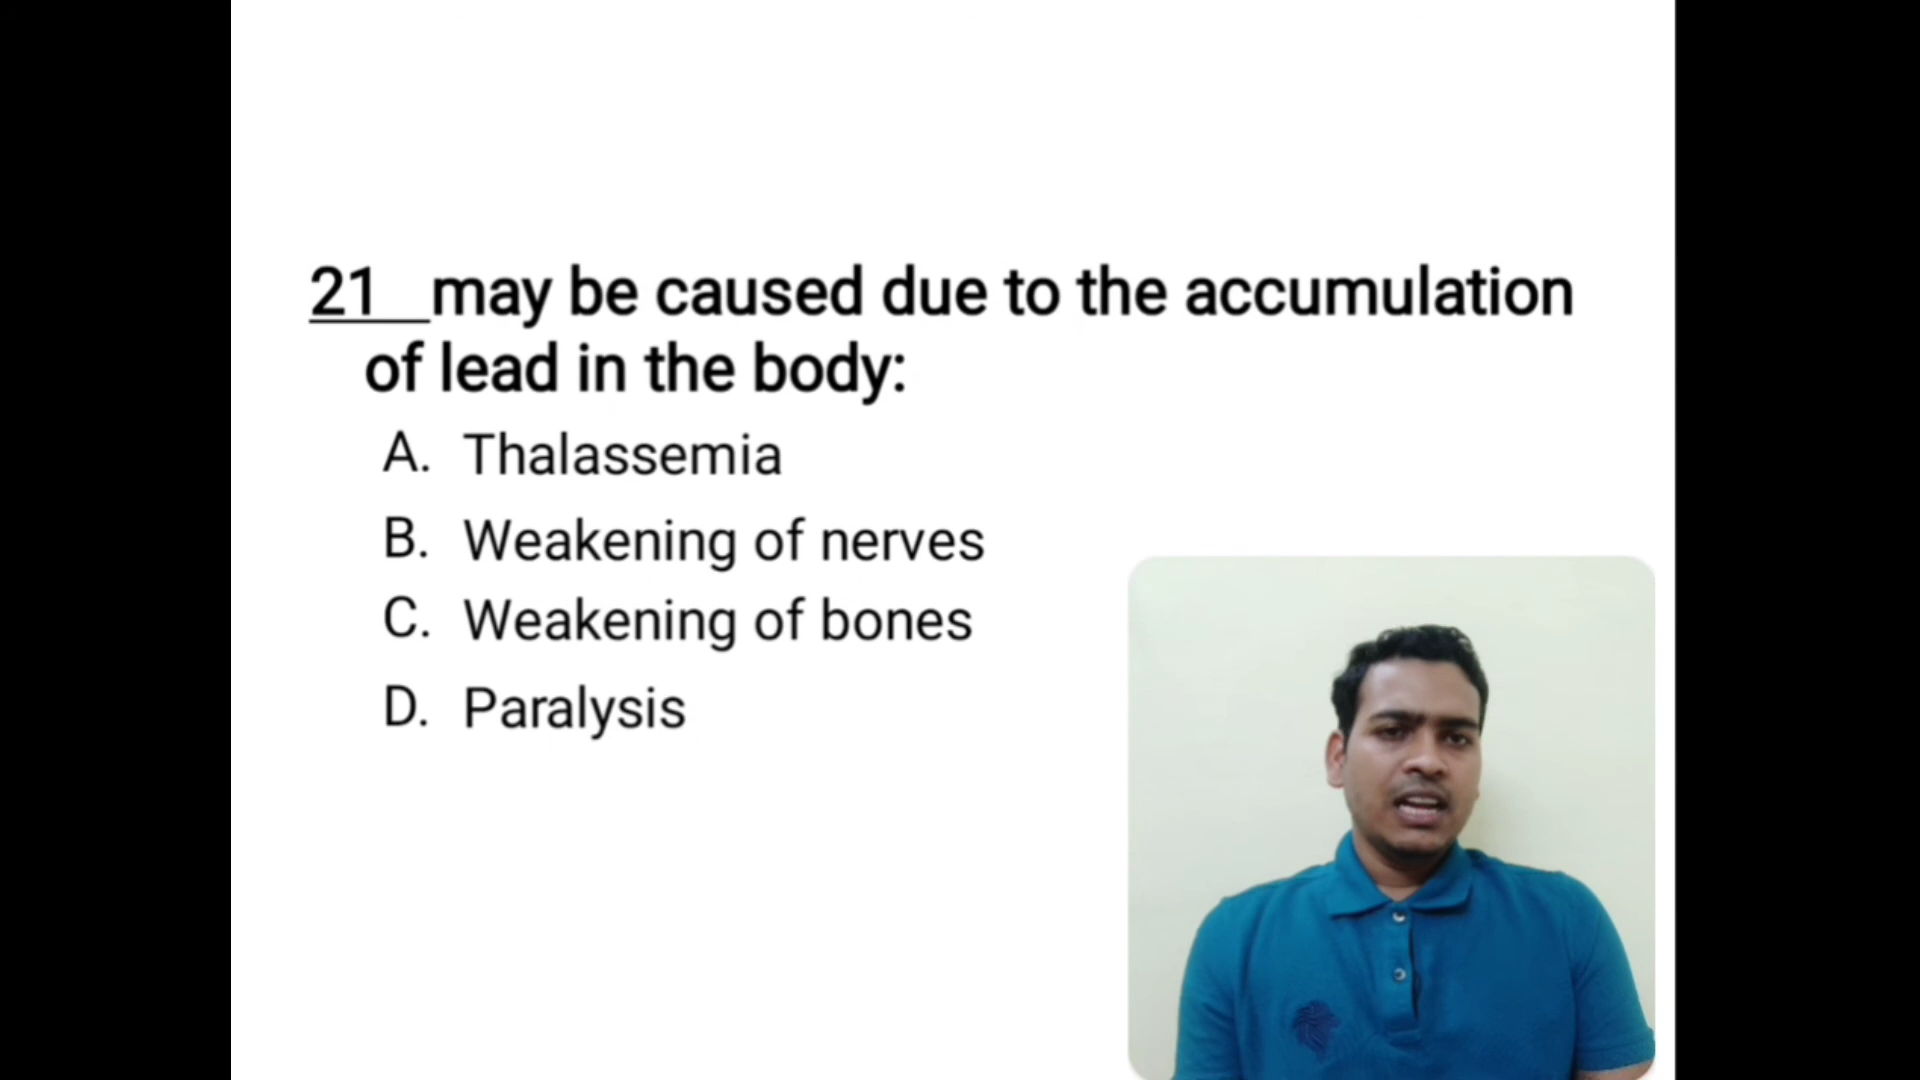 21 __may be caused due to the accumulation
of lead in the body:
A. Thalassemia
B. Weakening of nerves
C. Weakening of bones
D. Paralysis